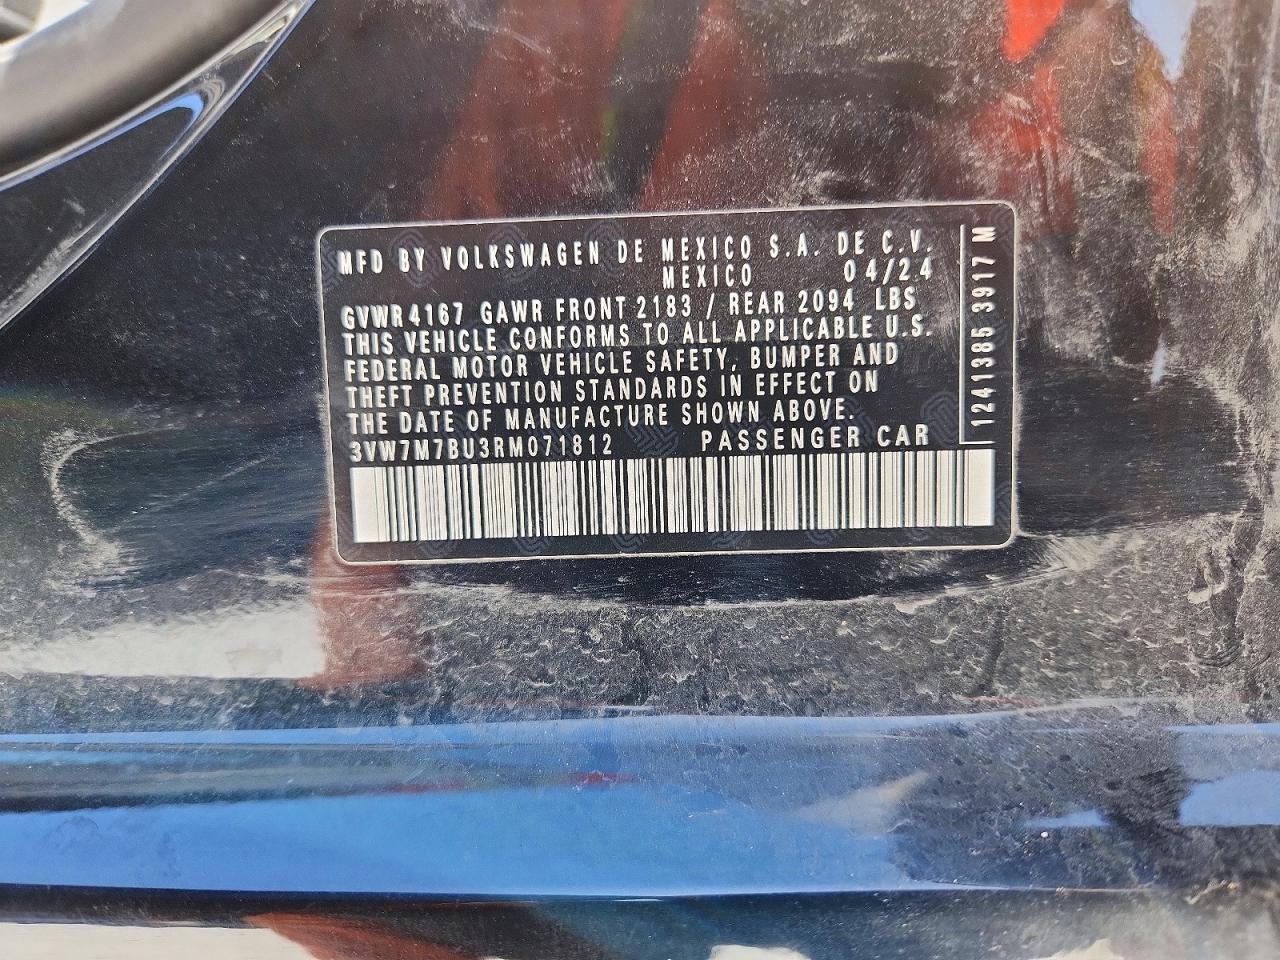 MFD BY VOLKSWAGEN DE MEXICO S.A. DE C.V.
MEXICO 04/24
GVWR 4167 GAWR FRONT 2183 / REAR 2094 LBS
THIS VEHICLE CONFORMS TO ALL APPLICABLE U.S.
FEDERAL MOTOR VEHICLE SAFETY, BUMPER AND
THEFT PREVENTION STANDARDS IN EFFECT ON
THE DATE OF MANUFACTURE SHOWN ABOVE.
3VW7M7BU3RM071812 PASSENGER CAR
1241385 3917 M